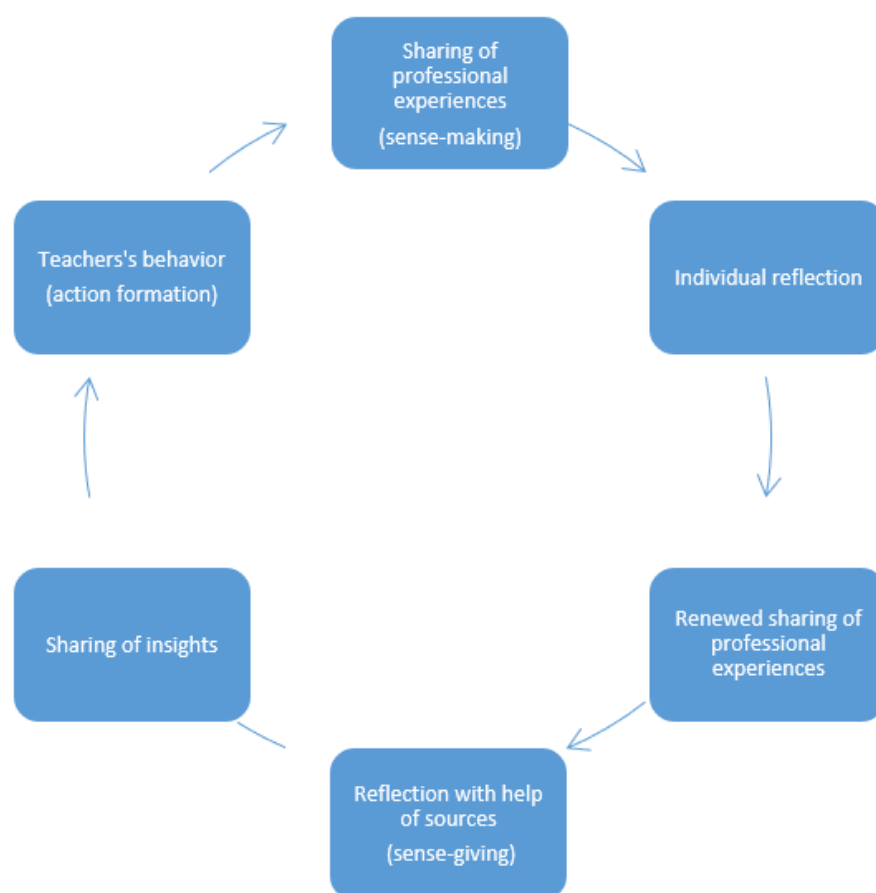 Sharing of
professional
experiences
(sense-making)
Individual reflection
Renewed sharing of
professional
experiences
Reflection with help
of sources
(sense-giving)
Sharing of insights
Teachers's behavior
(action formation)